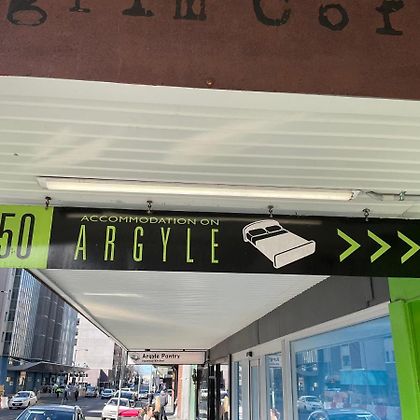 50
ACCOMMODATION ON
ARGYLE
>>>
Argyle Pantry